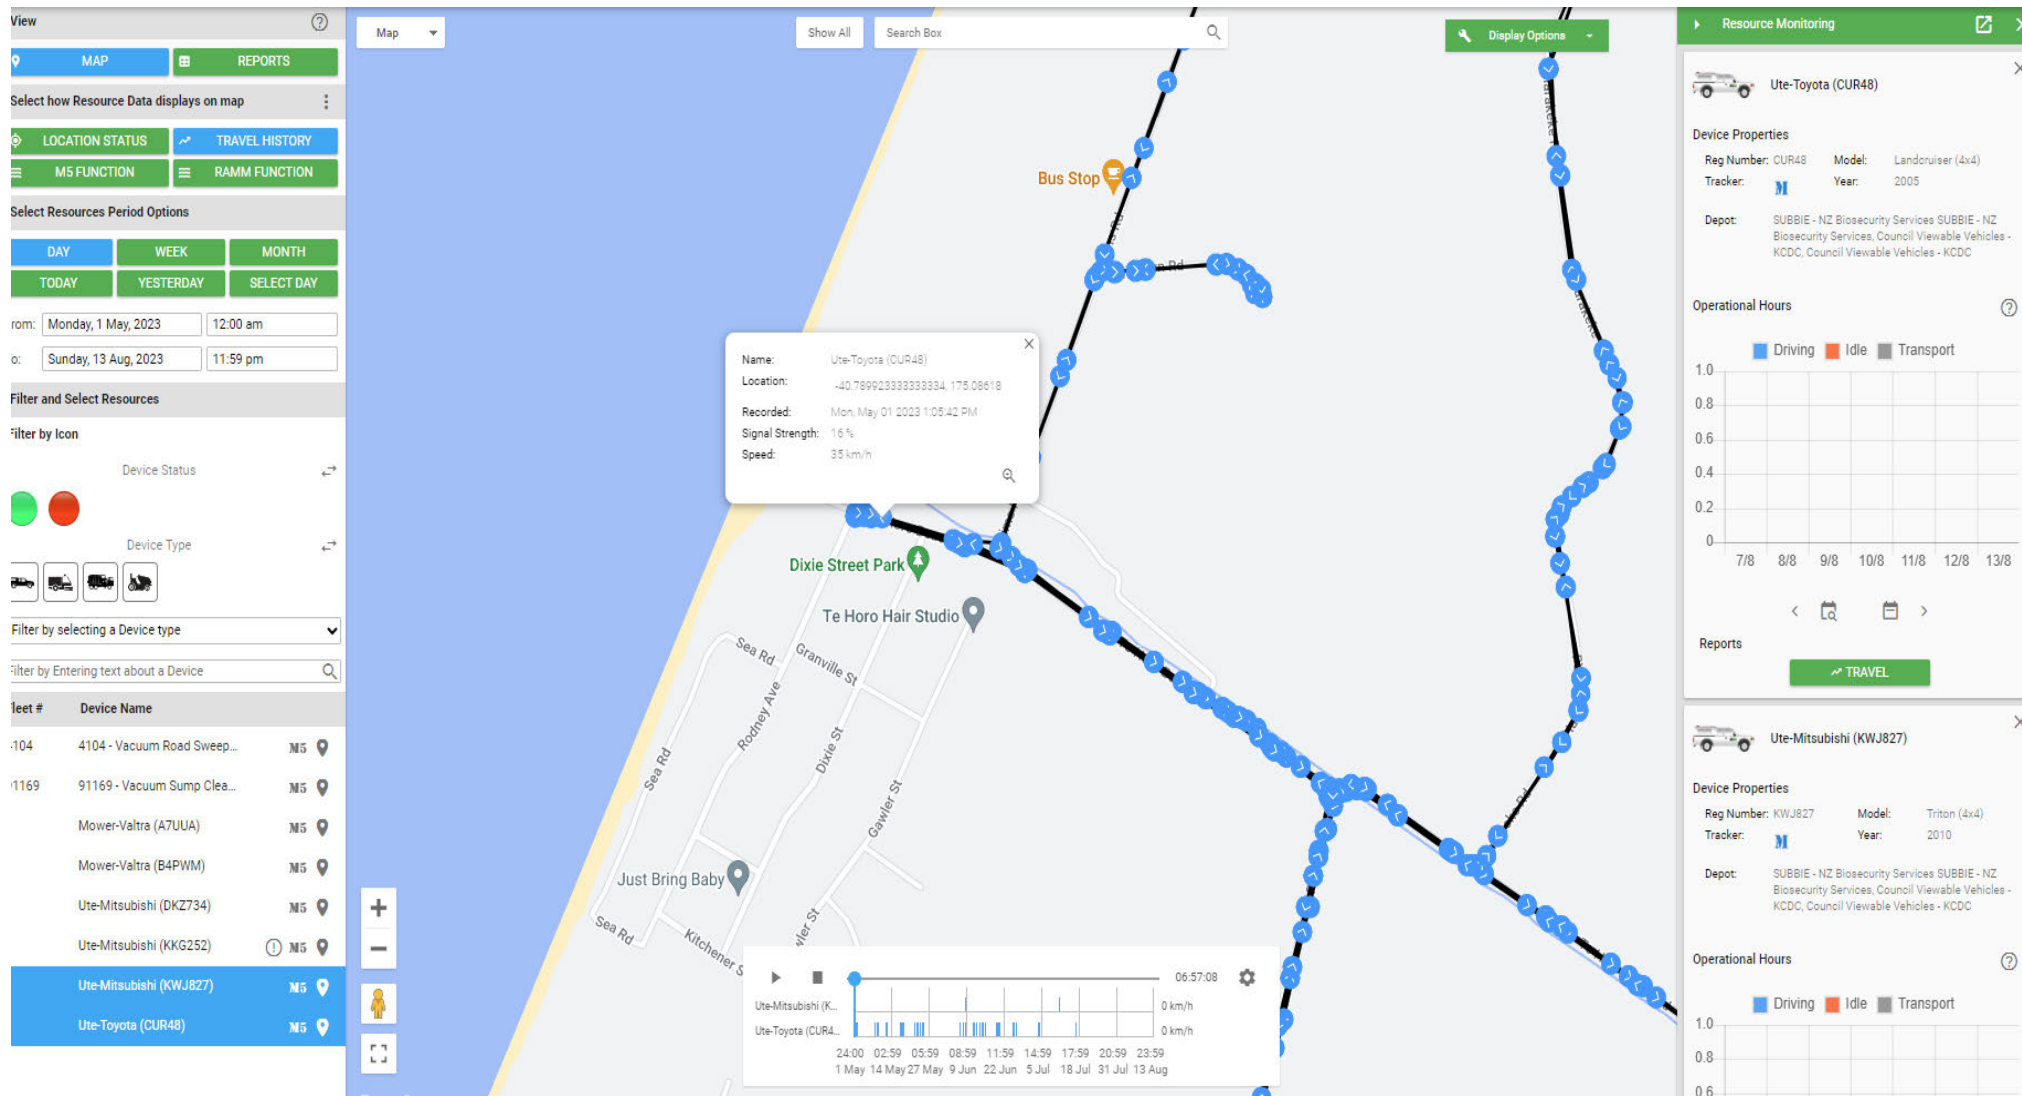 View
MAP
REPORTS
Select how Resource Data displays on map
LOCATION STATUS
TRAVEL HISTORY
M5 FUNCTION
RAMM FUNCTION
Select Resources Period Options
DAY
WEEK
MONTH
TODAY
YESTERDAY
SELECT DAY
rom: Monday, 1 May, 2023 12:00 am
o: Sunday, 13 Aug, 2023 11:59 pm
Filter and Select Resources
Filter by Icon
Device Status
Device Type
Filter by selecting a Device type
Filter by Entering text about a Device
leet # Device Name
104 4104 - Vacuum Road Sweep... M5
1169 91169 - Vacuum Sump Clea... M5
Mower-Valtra (A7UUA) M5
Mower-Valtra (B4PWM) M5
Ute-Mitsubishi (DKZ734) M5
Ute-Mitsubishi (KKG252) M5
Ute-Mitsubishi (KWJ827) M5
Ute-Toyota (CUR48) M5
Map
Show All
Search Box
Display Options
Bus Stop
Rd
Name: Ute-Toyota (CUR48)
Location: -40.789923333333334, 175.08618
Recorded: Mon, May 01 2023 1:05:42 PM
Signal Strength: 16 %
Speed: 35 km/h
Dixie Street Park
Te Horo Hair Studio
Sea Rd
Granville St
Rodney Ave
Sea Rd
Dixie St
Gawler St
Just Bring Baby
Sea Rd
Kitchener S
wler St
06:57:08
Ute-Mitsubishi (K... 0 km/h
Ute-Toyota (CUR4... 0 km/h
24:00 02:59 05:59 08:59 11:59 14:59 17:59 20:59 23:59
1 May 14 May 27 May 9 Jun 22 Jun 5 Jul 18 Jul 31 Jul 13 Aug
Resource Monitoring
Ute-Toyota (CUR48)
Device Properties
Reg Number: CUR48 Model: Landcruiser (4x4)
Tracker: M Year: 2005
Depot: SUBBIE - NZ Biosecurity Services SUBBIE - NZ
Biosecurity Services, Council Viewable Vehicles -
KCDC, Council Viewable Vehicles - KCDC
Operational Hours
Driving Idle Transport
1.0
0.8
0.6
0.4
0.2
0
7/8 8/8 9/8 10/8 11/8 12/8 13/8
Reports
TRAVEL
Ute-Mitsubishi (KWJ827)
Device Properties
Reg Number: KWJ827 Model: Triton (4x4)
Tracker: M Year: 2010
Depot: SUBBIE - NZ Biosecurity Services SUBBIE - NZ
Biosecurity Services, Council Viewable Vehicles -
KCDC, Council Viewable Vehicles - KCDC
Operational Hours
Driving Idle Transport
1.0
0.8
0.6